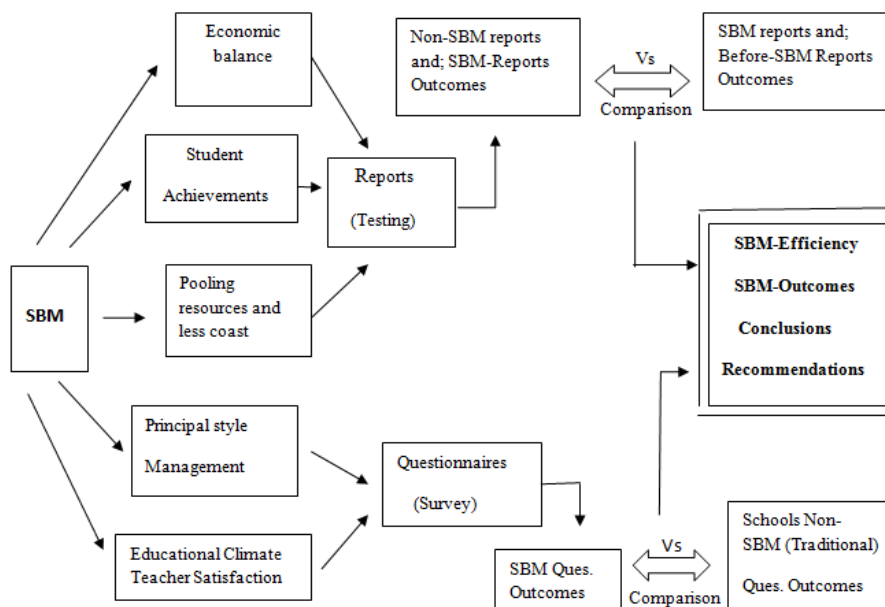 Economic
balance
Non-SBM reports
and; SBM-Reports
Outcomes
Vs
Comparison
SBM reports and;
Before-SBM Reports
Outcomes
Student
Achievements
Reports
(Testing)
SBM
Pooling
resources and
less coast
SBM-Efficiency
SBM-Outcomes
Conclusions
Recommendations
Principal style
Management
Questionnaires
(Survey)
Educational Climate
Teacher Satisfaction
SBM Ques.
Outcomes
Vs
Comparison
Schools Non-
SBM (Traditional)
Ques. Outcomes